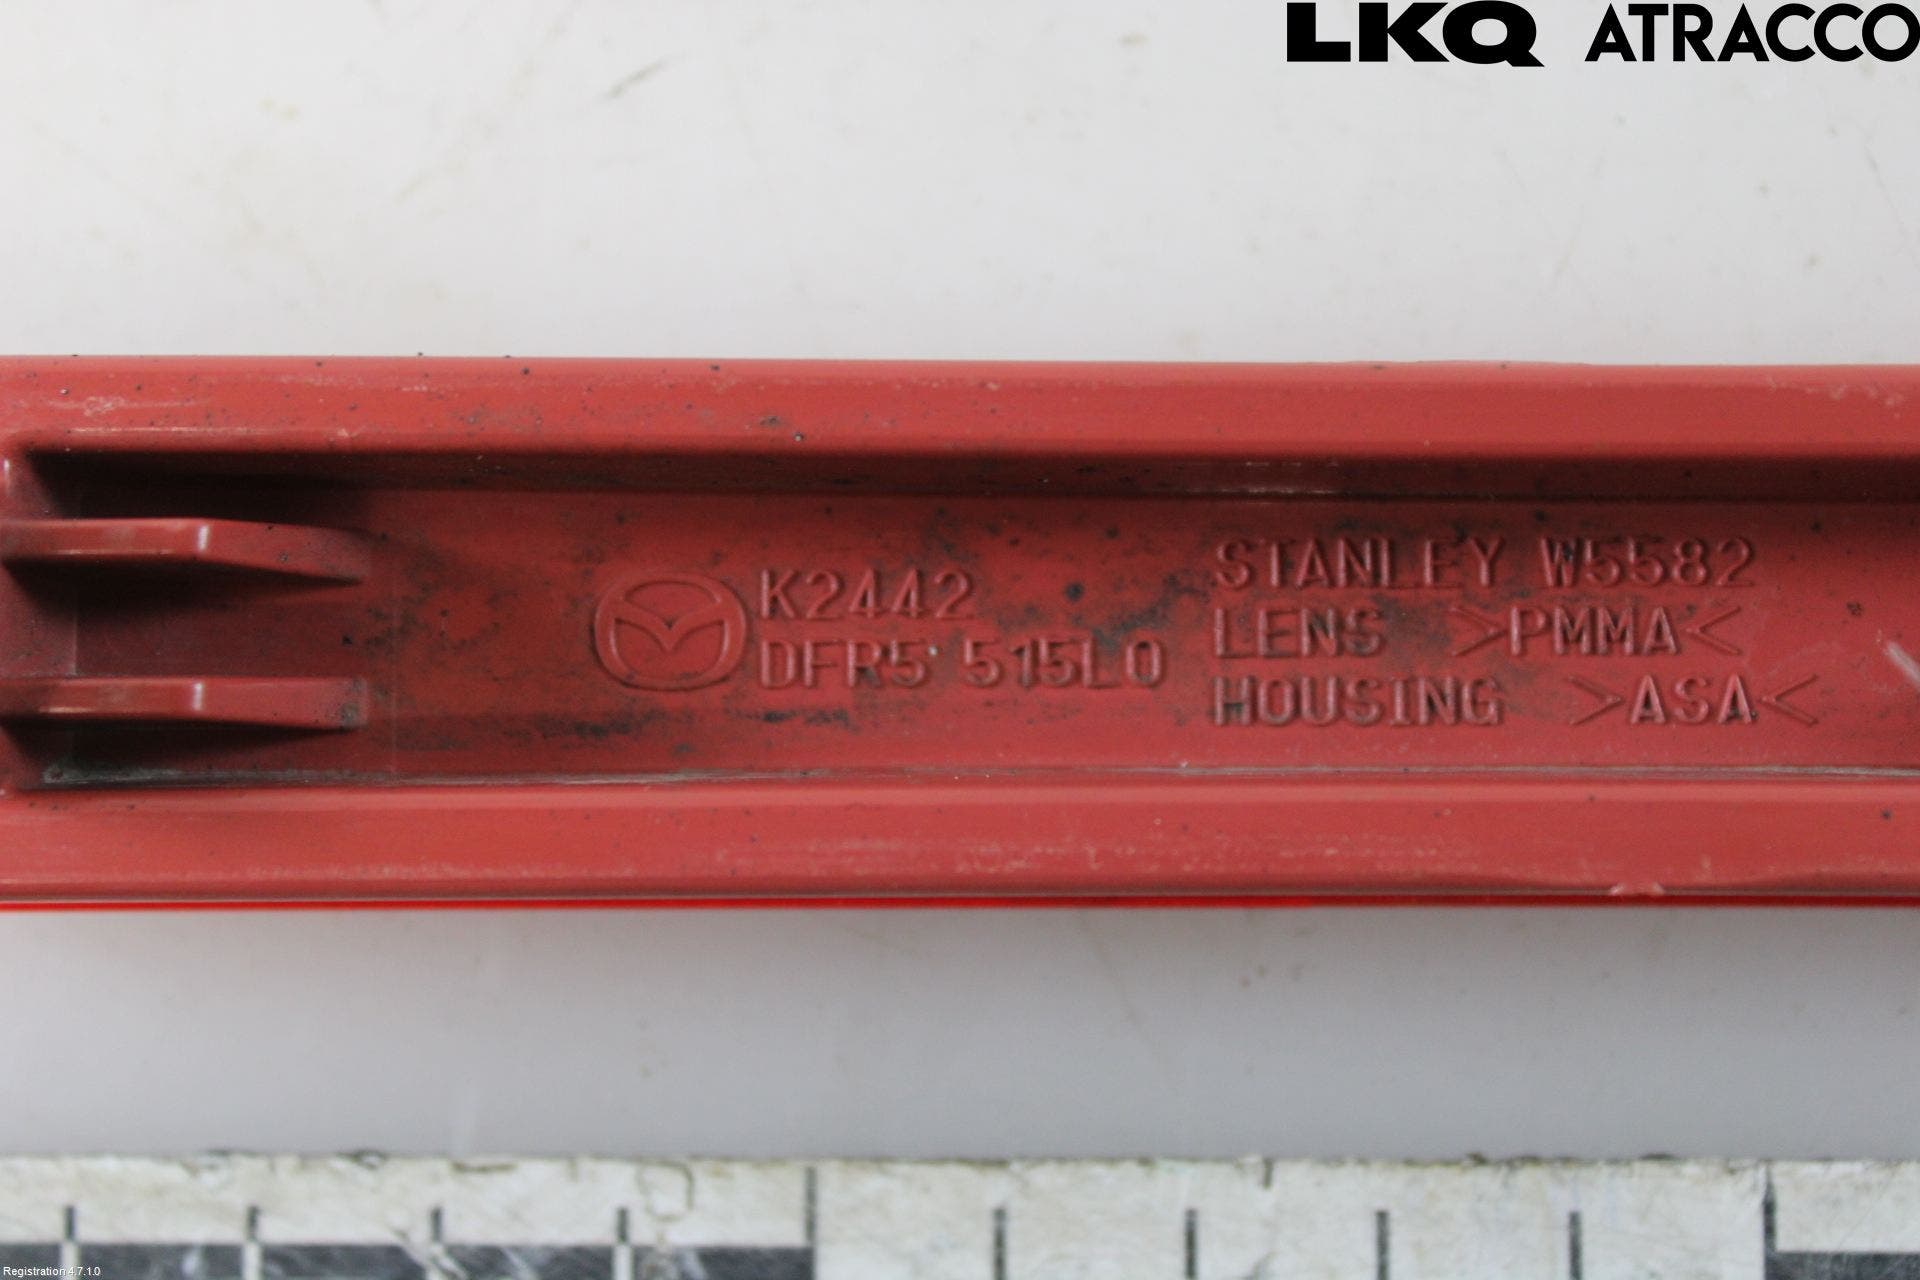 LKQ ATRACCO
K2442
DFR5 515L0
STANLEY W5582
LENS >PMMA<
HOUSING >ASA<
Registration 4.7.1.0